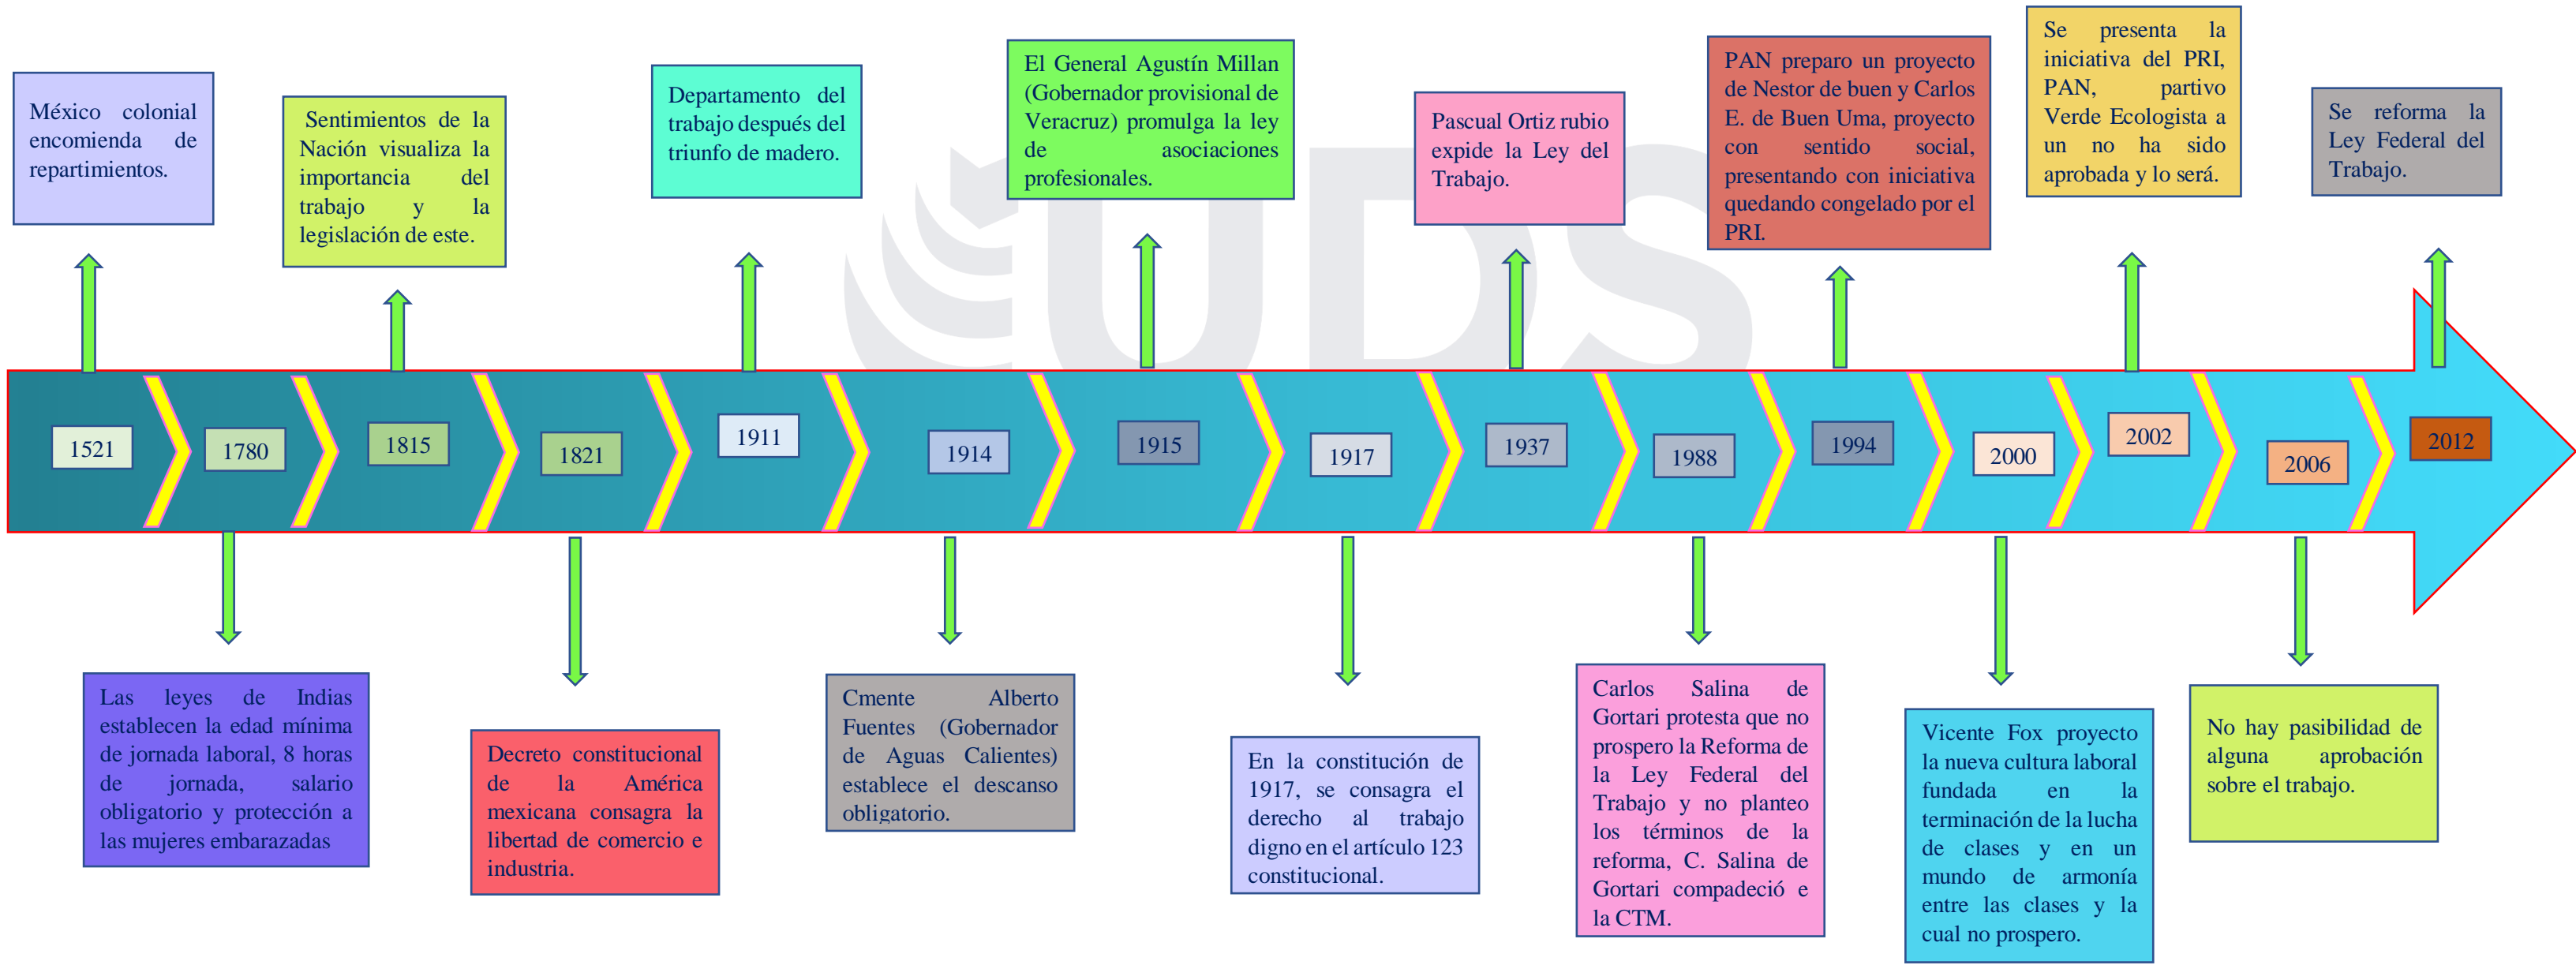 México colonial
encomienda de
repartimientos.
Sentimientos de la
Nación visualiza la
importancia del
trabajo y la
legislación de este.
Departamento del
trabajo después del
triunfo de madero.
El General Agustín Millan
(Gobernador provisional de
Veracruz) promulga la ley
de asociaciones
profesionales.
Pascual Ortiz rubio
expide la Ley del
Trabajo.
PAN preparo un proyecto
de Nestor de buen y Carlos
E. de Buen Uma, proyecto
con sentido social,
presentando con iniciativa
quedando congelado por el
PRI.
Se presenta la
iniciativa del PRI,
PAN, partivo
Verde Ecologista a
un no ha sido
aprobada y lo será.
Se reforma la
Ley Federal del
Trabajo.
UDS
1521
1780
1815
1821
1911
1914
1915
1917
1937
1988
1994
2000
2002
2006
2012
Las leyes de Indias
establecen la edad mínima
de jornada laboral, 8 horas
de jornada, salario
obligatorio y protección a
las mujeres embarazadas
Decreto constitucional
de la América
mexicana consagra la
libertad de comercio e
industria.
Cmente Alberto
Fuentes (Gobernador
de Aguas Calientes)
establece el descanso
obligatorio.
En la constitución de
1917, se consagra el
derecho al trabajo
digno en el artículo 123
constitucional.
Carlos Salina de
Gortari protesta que no
prospero la Reforma de
la Ley Federal del
Trabajo y no planteo
los términos de la
reforma, C. Salina de
Gortari compadeció e
la CTM.
Vicente Fox proyecto
la nueva cultura laboral
fundada en la
terminación de la lucha
de clases y en un
mundo de armonía
entre las clases y la
cual no prospero.
No hay pasibilidad de
alguna aprobación
sobre el trabajo.